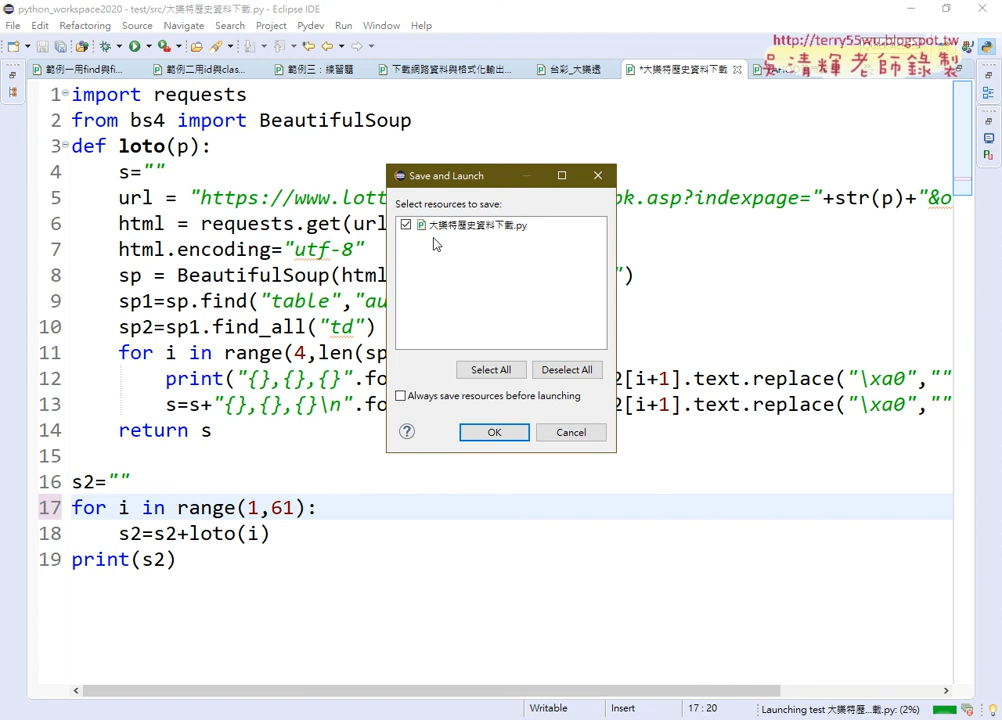 python_workspace2020 - test/src/大樂特歷史資料下載.py - Eclipse IDE
File Edit Refactoring Source Navigate Search Project Pydev Run Window Help
http://terry55wu.blogspot.tw
吳清輝老師錄製
範例一用find與fi... 範例二用id與clas... 範例三：練習題 下載網路資料與格式化輸出... 台彩_大樂透 *大樂特歷史資料下載
1 import requests
2 from bs4 import BeautifulSoup
3 def loto(p):
4 s=""
5 url = "https://www.lott pk.asp?indexpage="+str(p)+"&o
6 html = requests.get(url
7 html.encoding="utf-8"
8 sp = BeautifulSoup(html ")
9 sp1=sp.find("table","au
10 sp2=sp1.find_all("td")
11 for i in range(4,len(sp
12 print("{},{},{}".fo 2[i+1].text.replace("\xa0",""
13 s=s+"{},{},{}\n".fo 2[i+1].text.replace("\xa0",""
14 return s
15
16 s2=""
17 for i in range(1,61):
18 s2=s2+loto(i)
19 print(s2)
Save and Launch
Select resources to save:
大樂特歷史資料下載.py
Select All Deselect All
Always save resources before launching
OK Cancel
Writable Insert 17 : 20 Launching test 大樂特歷...載.py: (2%)